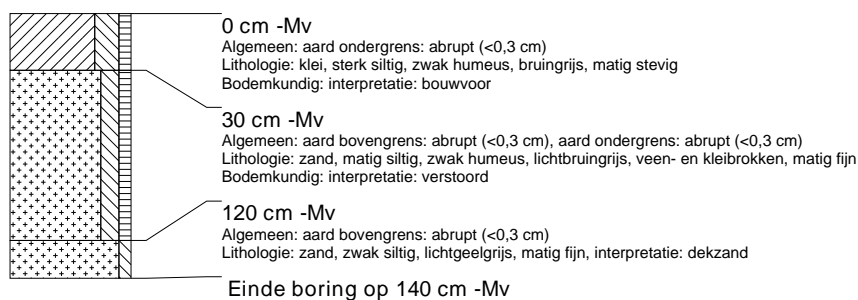 0 cm -Mv
Algemeen: aard ondergrens: abrupt (<0,3 cm)
Lithologie: klei, sterk siltig, zwak humeus, bruingrijs, matig stevig
Bodemkundig: interpretatie: bouwvoor
30 cm -Mv
Algemeen: aard bovengrens: abrupt (<0,3 cm), aard ondergrens: abrupt (<0,3 cm)
Lithologie: zand, matig siltig, zwak humeus, lichtbruingrijs, veen- en kleibrokken, matig fijn
Bodemkundig: interpretatie: verstoord
120 cm -Mv
Algemeen: aard bovengrens: abrupt (<0,3 cm)
Lithologie: zand, zwak siltig, lichtgeelgrijs, matig fijn, interpretatie: dekzand
Einde boring op 140 cm -Mv